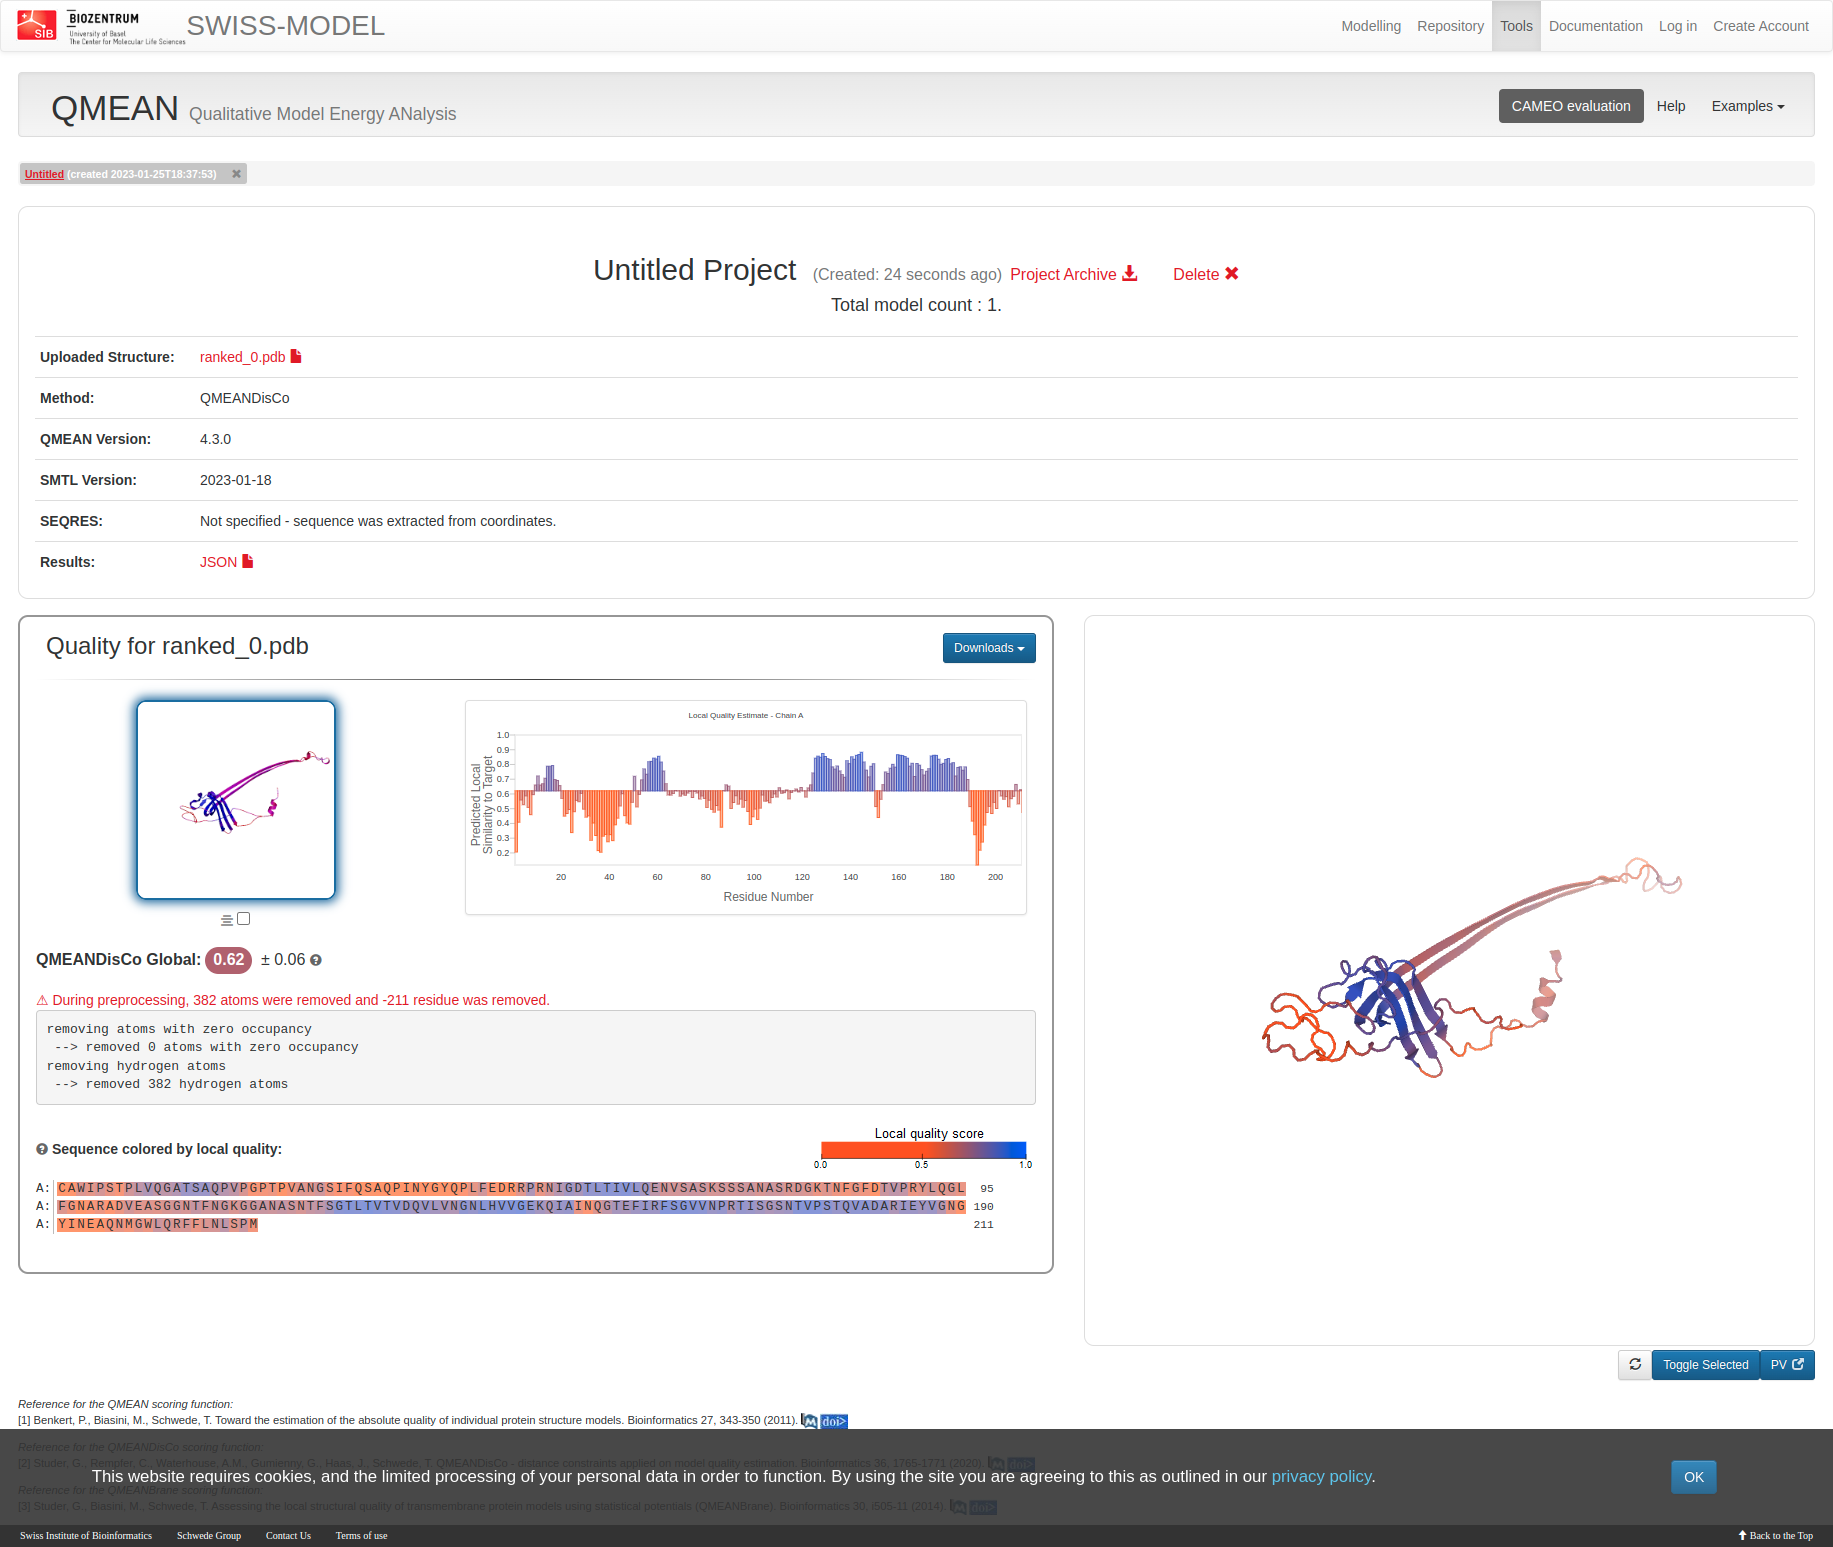 SIB
BIOZENTRUM
University of Basel
The Center for Molecular Life Sciences
SWISS-MODEL
Modelling Repository Tools Documentation Log in Create Account
QMEAN Qualitative Model Energy ANalysis
CAMEO evaluation Help Examples
Untitled (created 2023-01-25T18:37:53) ✖
Untitled Project (Created: 24 seconds ago) Project Archive Delete ✖
Total model count : 1.
Uploaded Structure: ranked_0.pdb
Method: QMEANDisCo
QMEAN Version: 4.3.0
SMTL Version: 2023-01-18
SEQRES: Not specified - sequence was extracted from coordinates.
Results: JSON
Quality for ranked_0.pdb
Downloads
Local Quality Estimate - Chain A
Predicted Local
Similarity to Target
1.0
0.9
0.8
0.7
0.6
0.5
0.4
0.3
0.2
20 40 60 80 100 120 140 160 180 200
Residue Number
QMEANDisCo Global: 0.62 ± 0.06
⚠ During preprocessing, 382 atoms were removed and -211 residue was removed.
removing atoms with zero occupancy
--> removed 0 atoms with zero occupancy
removing hydrogen atoms
--> removed 382 hydrogen atoms
Sequence colored by local quality:
Local quality score
0.0 0.5 1.0
A: CAWIPSTPLVQGATSAQPVPGPTPVANGSIFQSAQPINYGYQPLFEDRRPRNIGDTLTIVLQENVSASKSSSANASRDGKTNFGFDTVPRYLQGL 95
A: FGNARADVEASGGNTFNGKGGANASNTFSGTLTVTVDQVLVNGNLHVVGEKQIAINQGTEFIRFSGVVNPRTISGSNTVPSTQVADARIEYVGNG 190
A: YINEAQNMGWLQRFFLNLSPM 211
Toggle Selected PV
Reference for the QMEAN scoring function:
[1] Benkert, P., Biasini, M., Schwede, T. Toward the estimation of the absolute quality of individual protein structure models. Bioinformatics 27, 343-350 (2011). M doi>
Reference for the QMEANDisCo scoring function:
[2] Studer, G., Rempfer, C., Waterhouse, A.M., Gumienny, G., Haas, J., Schwede, T. QMEANDisCo - distance constraints applied on model quality estimation. Bioinformatics 36, 1765-1771 (2020). M doi>
This website requires cookies, and the limited processing of your personal data in order to function. By using the site you are agreeing to this as outlined in our privacy policy.
OK
Reference for the QMEANBrane scoring function:
[3] Studer, G., Biasini, M., Schwede, T. Assessing the local structural quality of transmembrane protein models using statistical potentials (QMEANBrane). Bioinformatics 30, i505-11 (2014). M doi>
Swiss Institute of Bioinformatics Schwede Group Contact Us Terms of use Back to the Top